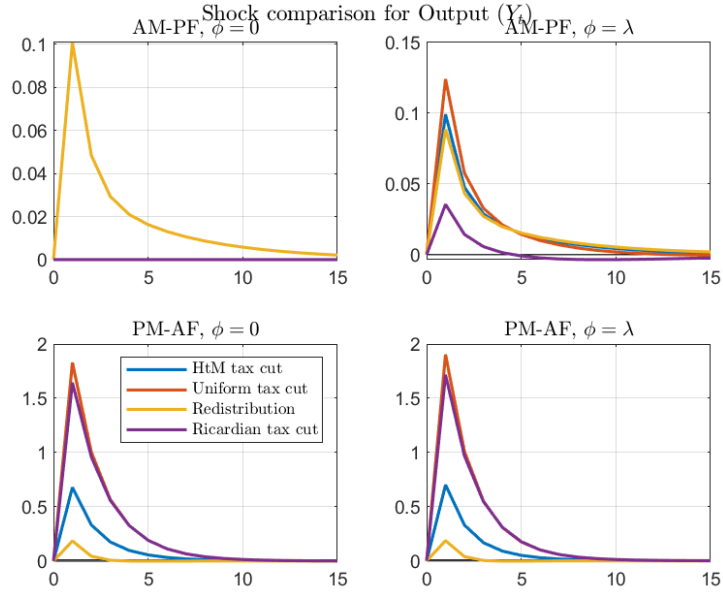 Shock comparison for Output (Y_t)
AM-PF, ϕ = 0
AM-PF, ϕ = λ
0.1
0.08
0.06
0.04
0.02
0
0 5 10 15
0.15
0.1
0.05
0
0 5 10 15
PM-AF, ϕ = 0
PM-AF, ϕ = λ
2
1.5
1
0.5
0
0 5 10 15
HtM tax cut
Uniform tax cut
Redistribution
Ricardian tax cut
2
1.5
1
0.5
0
0 5 10 15